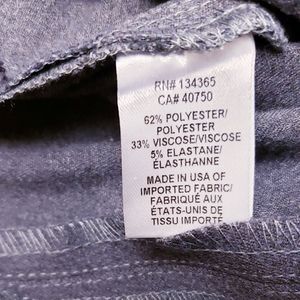 RN# 134365
CA# 40750
62% POLYESTER/
POLYESTER
33% VISCOSE/VISCOSE
5% ELASTANE/
ÉLASTHANNE
MADE IN USA OF
IMPORTED FABRIC/
FABRIQUÉ AUX
ÉTATS-UNIS DE
TISSU IMPORTÉ